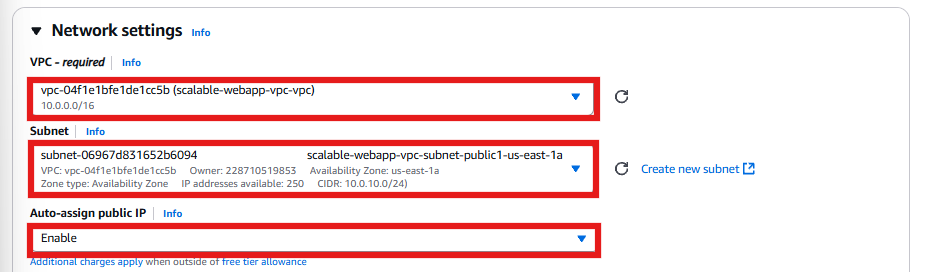 Network settings Info
VPC - required Info
vpc-04f1e1bfe1de1cc5b (scalable-webapp-vpc-vpc)
10.0.0.0/16
Subnet Info
subnet-06967d831652b6094 scalable-webapp-vpc-subnet-public1-us-east-1a
VPC: vpc-04f1e1bfe1de1cc5b Owner: 228710519853 Availability Zone: us-east-1a
Zone type: Availability Zone IP addresses available: 250 CIDR: 10.0.10.0/24)
Create new subnet
Auto-assign public IP Info
Enable
Additional charges apply when outside of free tier allowance